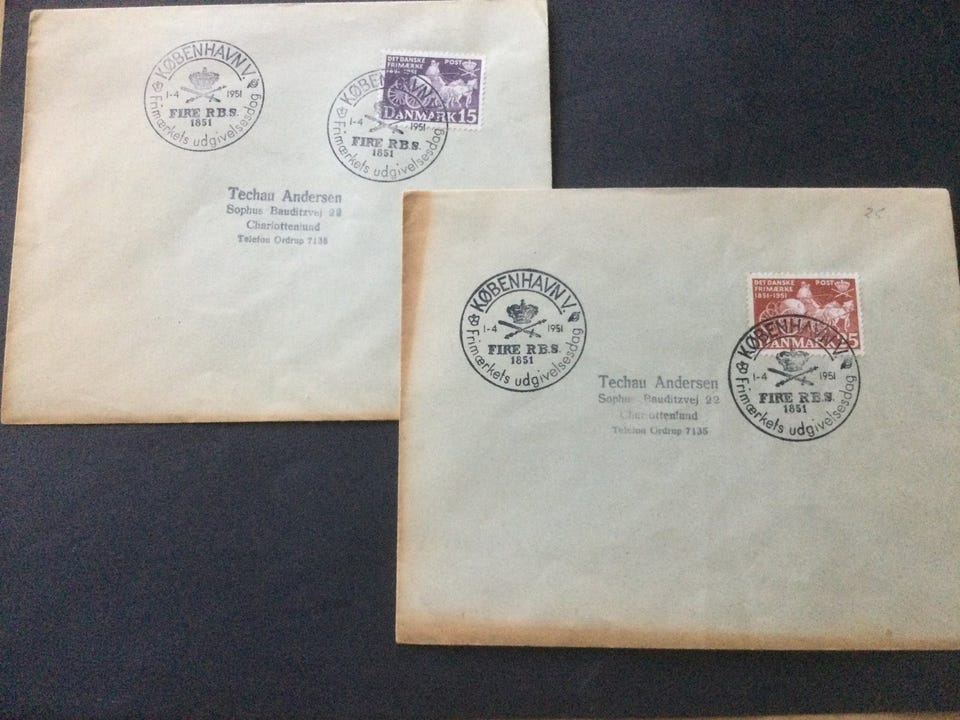 KØBENHAVN V.
1-4 1951
FIRE R.B.S.
1851
Frimærkets udgivelsesdag
DET DANSKE POST
FRIMÆRKE
DANMARK 15
KØBENHAVN V.
1-4 1951
FIRE R.B.S.
1851
Frimærkets udgivelsesdag
Techau Andersen
Sophus Bauditzvej 22
Charlottenlund
Telefon Ordrup 7135
25
KØBENHAVN V.
1-4 1951
FIRE R.B.S.
1851
Frimærkets udgivelsesdag
DET DANSKE POST
FRIMÆRKE
1851-1951
DANMARK 5
KØBENHAVN V.
1-4 1951
FIRE R.B.S.
1851
Frimærkets udgivelsesdag
Techau Andersen
Sophus Bauditzvej 22
Charlottenlund
Telefon Ordrup 7135